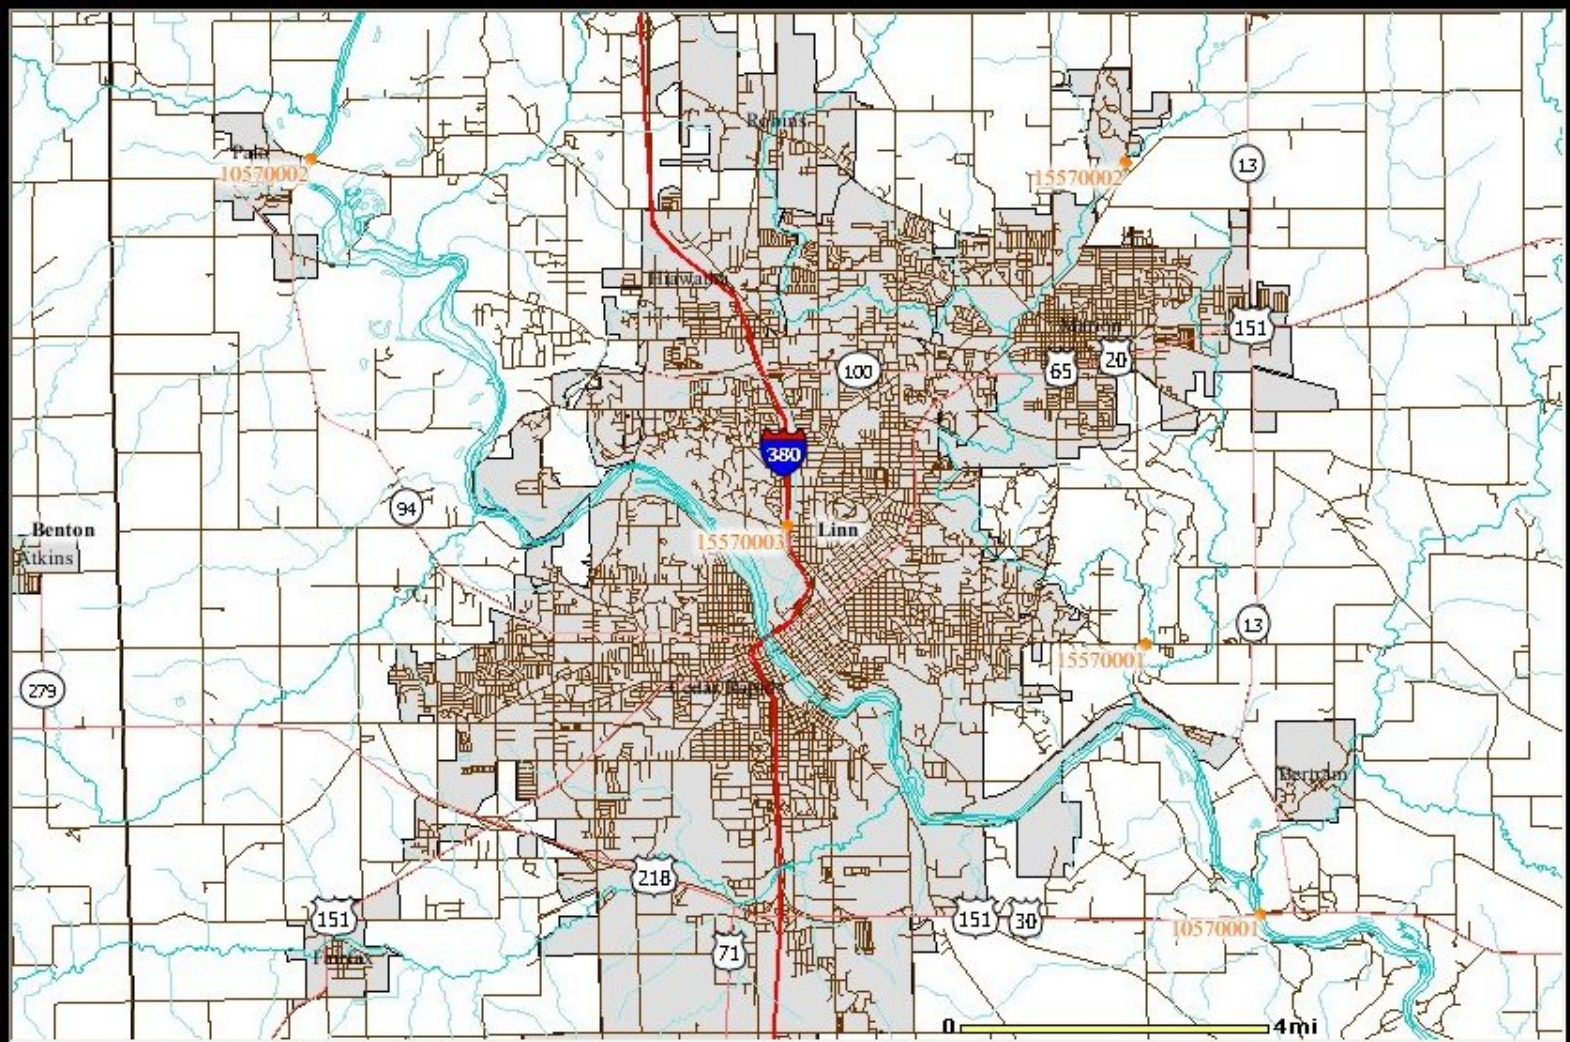 Robins
Palo
10570002
15570002
13
Hiawatha
Marion
151
20
65
100
380
94
Benton
Atkins
15570003
Linn
13
15570001
279
Cedar Rapids
Bertram
218
151
151
30
10570001
71
Fairfax
0
4mi